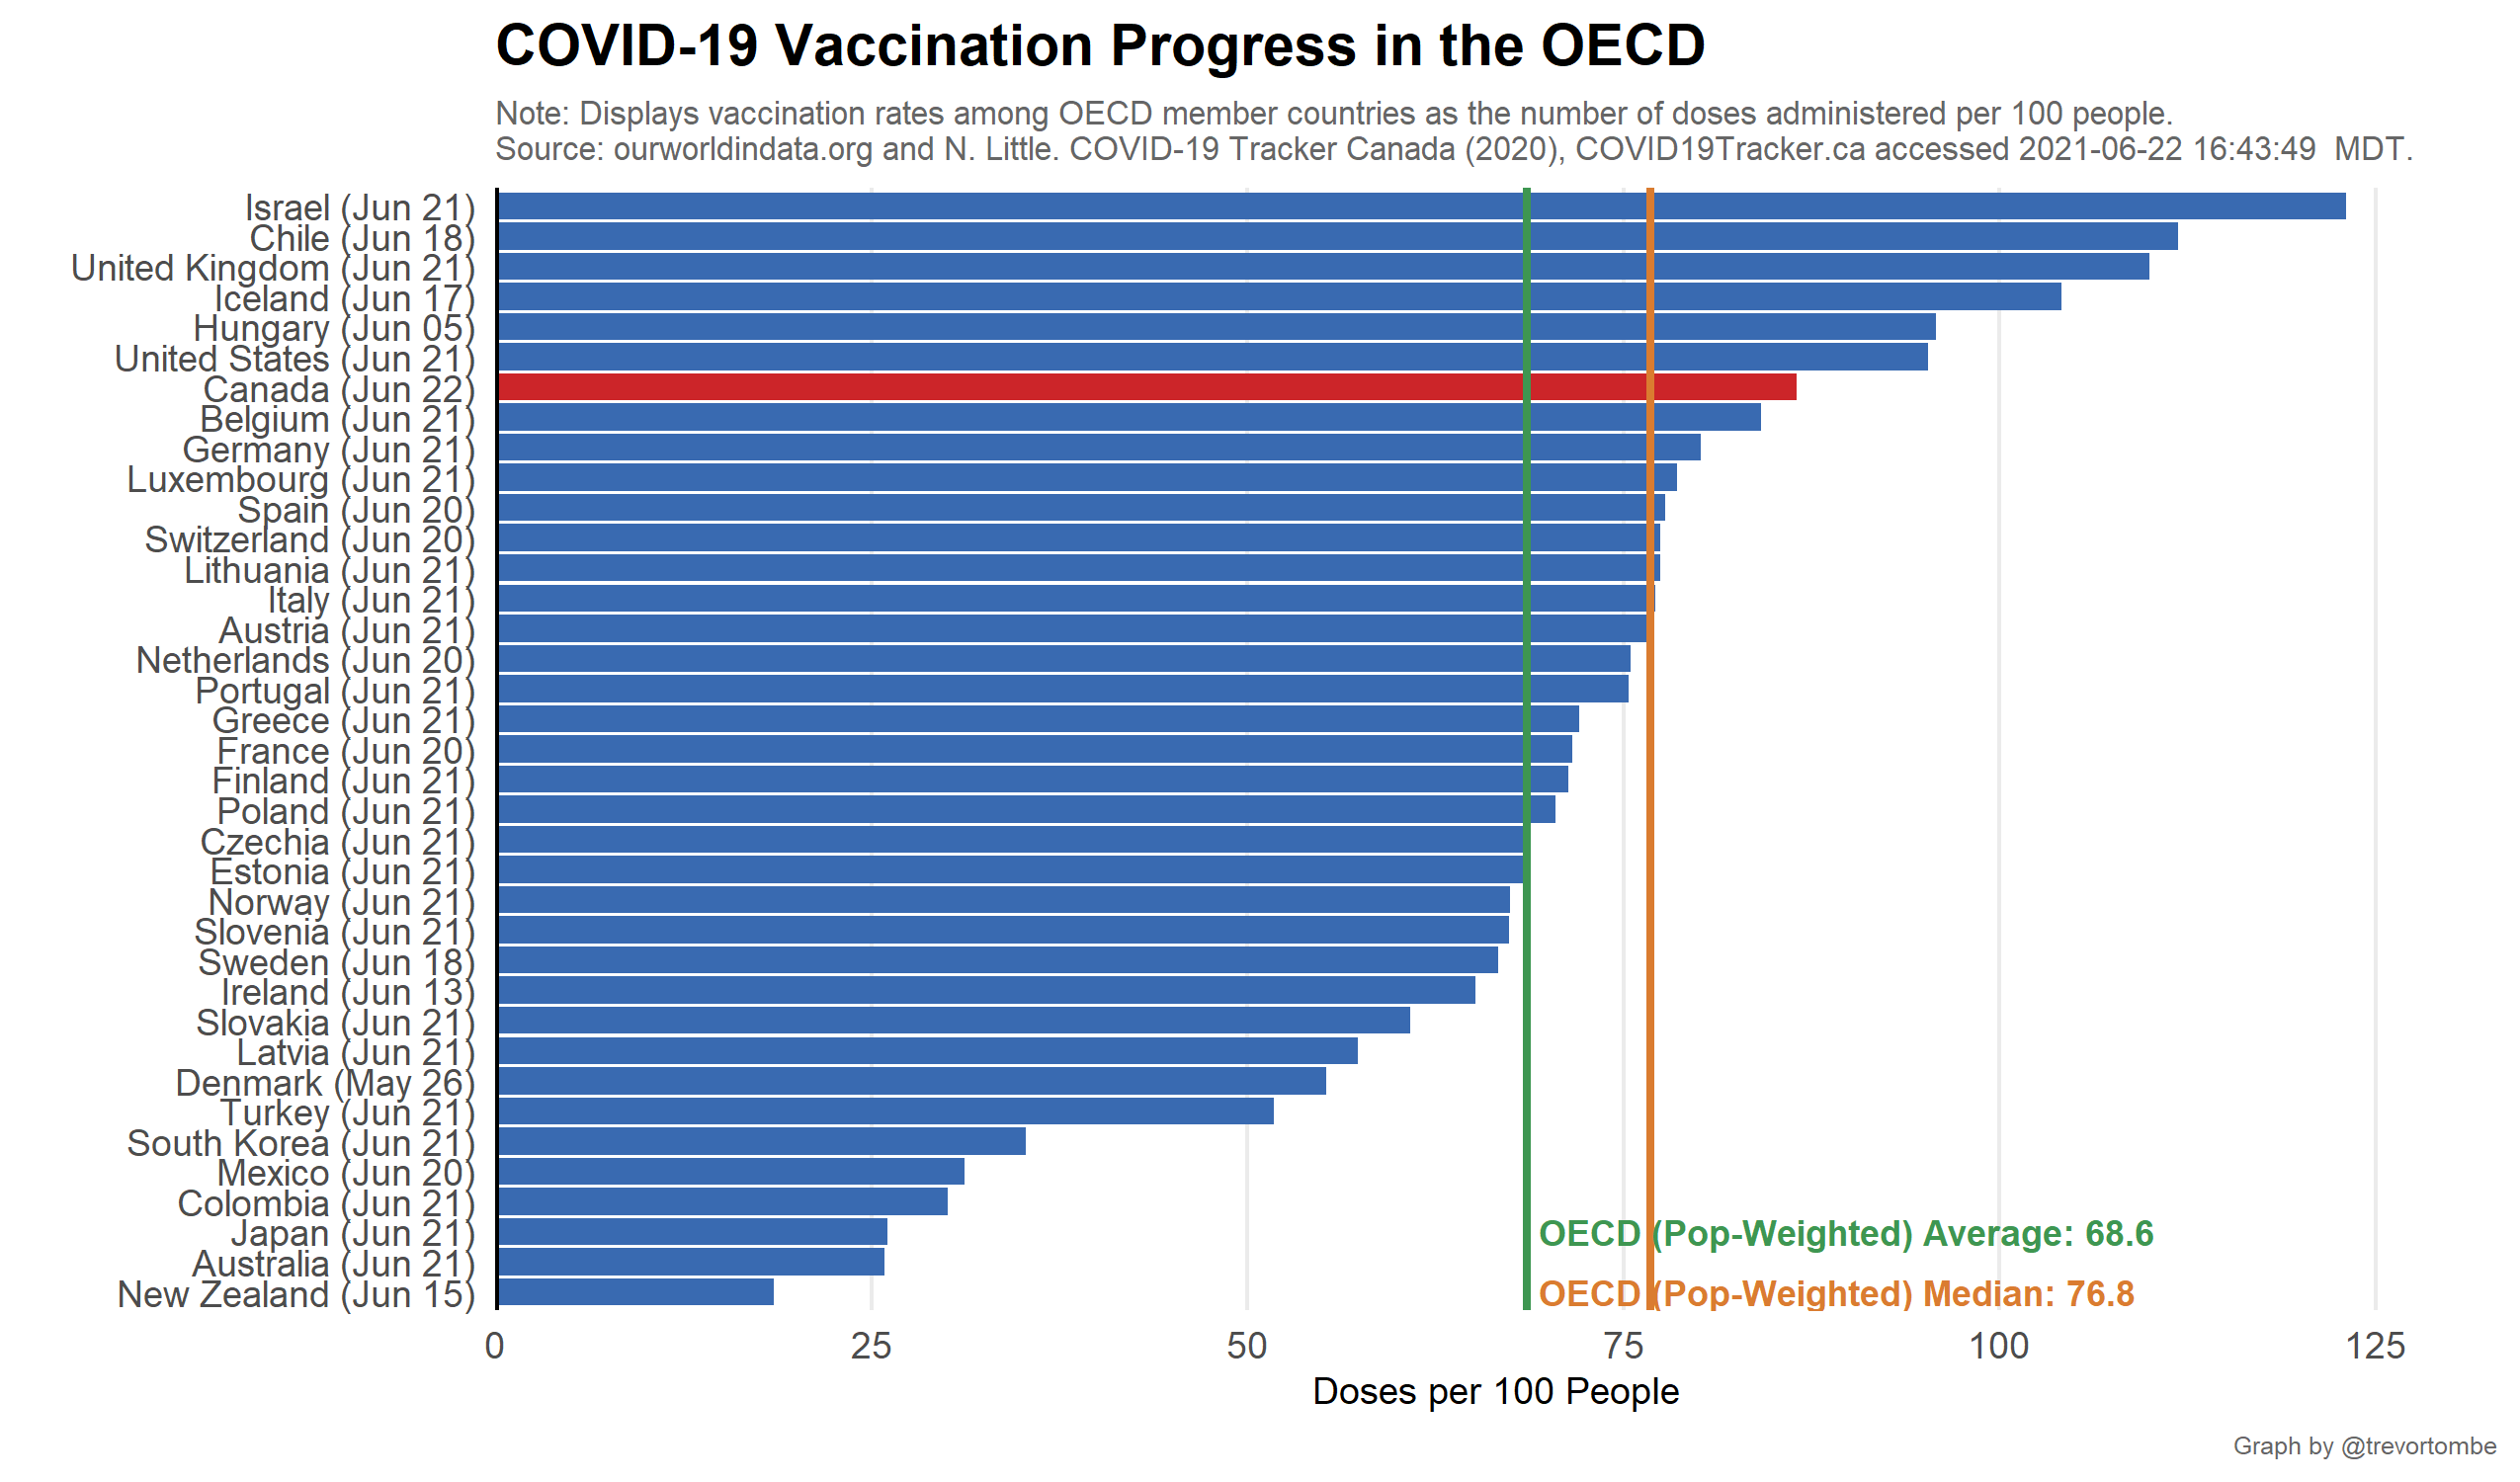 COVID-19 Vaccination Progress in the OECD
Note: Displays vaccination rates among OECD member countries as the number of doses administered per 100 people.
Source: ourworldindata.org and N. Little. COVID-19 Tracker Canada (2020), COVID19Tracker.ca accessed 2021-06-22 16:43:49  MDT.
Israel (Jun 21)
Chile (Jun 18)
United Kingdom (Jun 21)
Iceland (Jun 17)
Hungary (Jun 05)
United States (Jun 21)
Canada (Jun 22)
Belgium (Jun 21)
Germany (Jun 21)
Luxembourg (Jun 21)
Spain (Jun 20)
Switzerland (Jun 20)
Lithuania (Jun 21)
Italy (Jun 21)
Austria (Jun 21)
Netherlands (Jun 20)
Portugal (Jun 21)
Greece (Jun 21)
France (Jun 20)
Finland (Jun 21)
Poland (Jun 21)
Czechia (Jun 21)
Estonia (Jun 21)
Norway (Jun 21)
Slovenia (Jun 21)
Sweden (Jun 18)
Ireland (Jun 13)
Slovakia (Jun 21)
Latvia (Jun 21)
Denmark (May 26)
Turkey (Jun 21)
South Korea (Jun 21)
Mexico (Jun 20)
Colombia (Jun 21)
Japan (Jun 21)
Australia (Jun 21)
New Zealand (Jun 15)
OECD (Pop-Weighted) Average: 68.6
OECD (Pop-Weighted) Median: 76.8
0 25 50 75 100 125
Doses per 100 People
Graph by @trevortombe